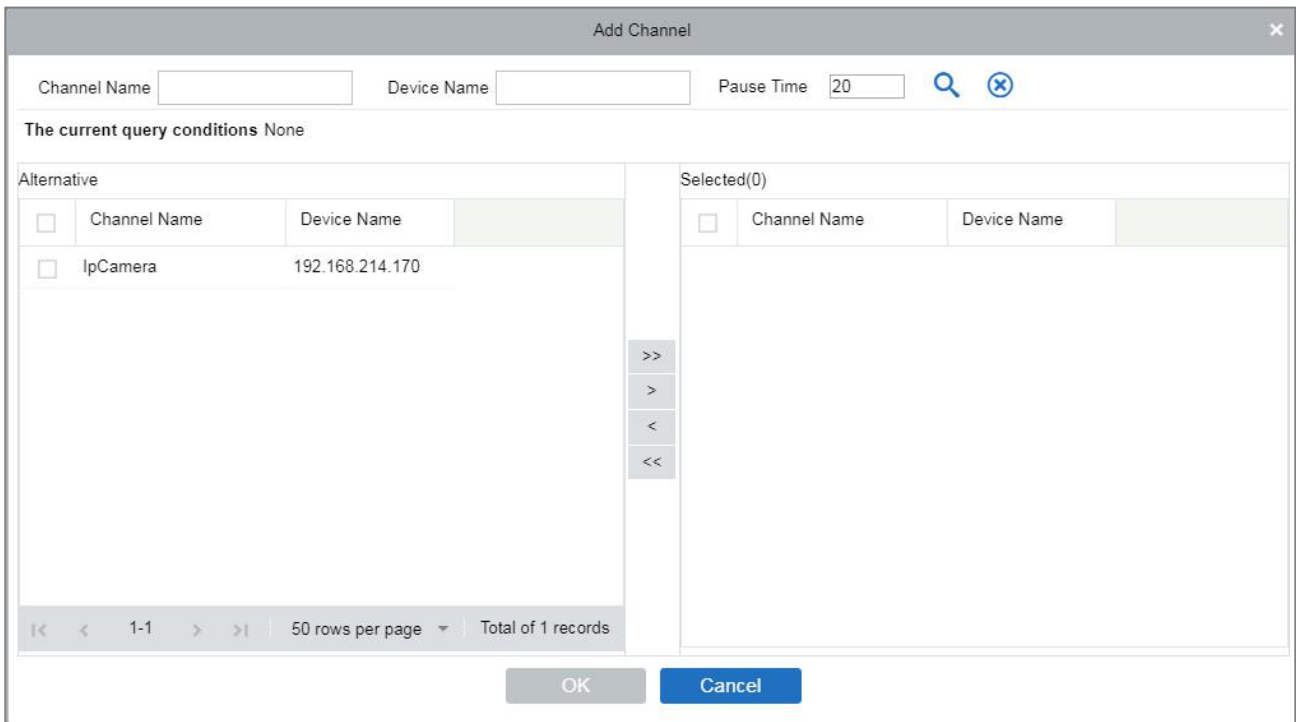 Add Channel
Channel Name Device Name Pause Time 20
The current query conditions None
Alternative
Selected(0)
Channel Name Device Name
Channel Name Device Name
IpCamera 192.168.214.170
>>
>
<
<<
|< < 1-1 > >| 50 rows per page Total of 1 records
OK Cancel